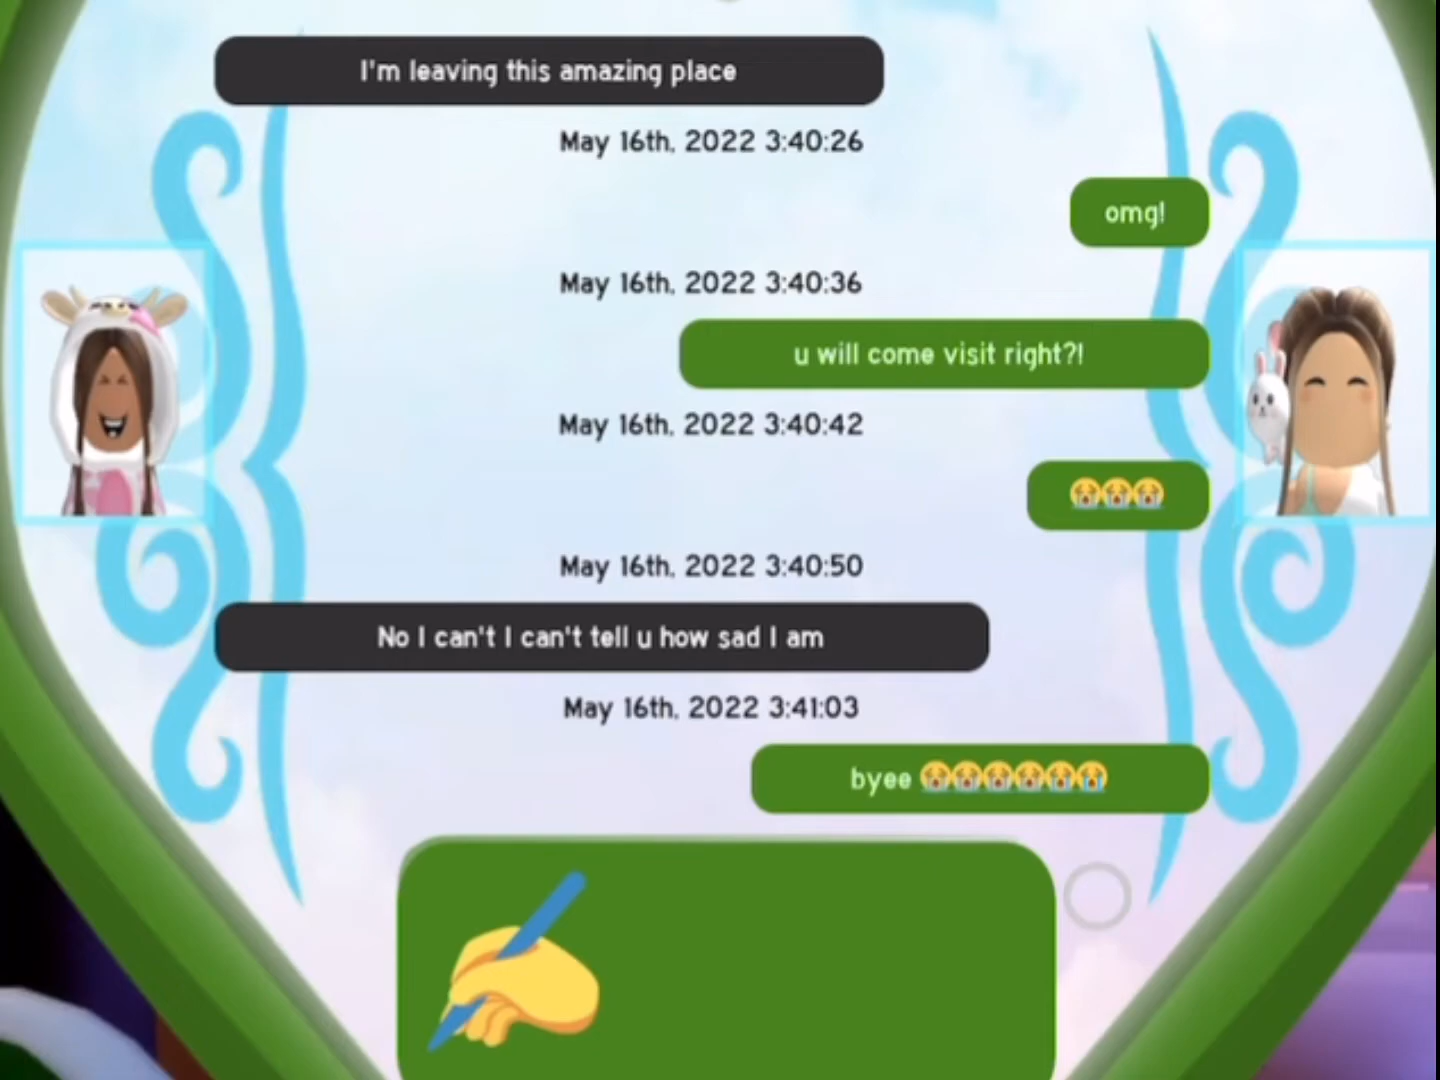 I'm leaving this amazing place
May 16th, 2022 3:40:26
omg!
May 16th, 2022 3:40:36
u will come visit right?!
May 16th, 2022 3:40:42
😭😭😭
May 16th, 2022 3:40:50
No I can't I can't tell u how sad I am
May 16th, 2022 3:41:03
byee 😭😭😭😭😭😭